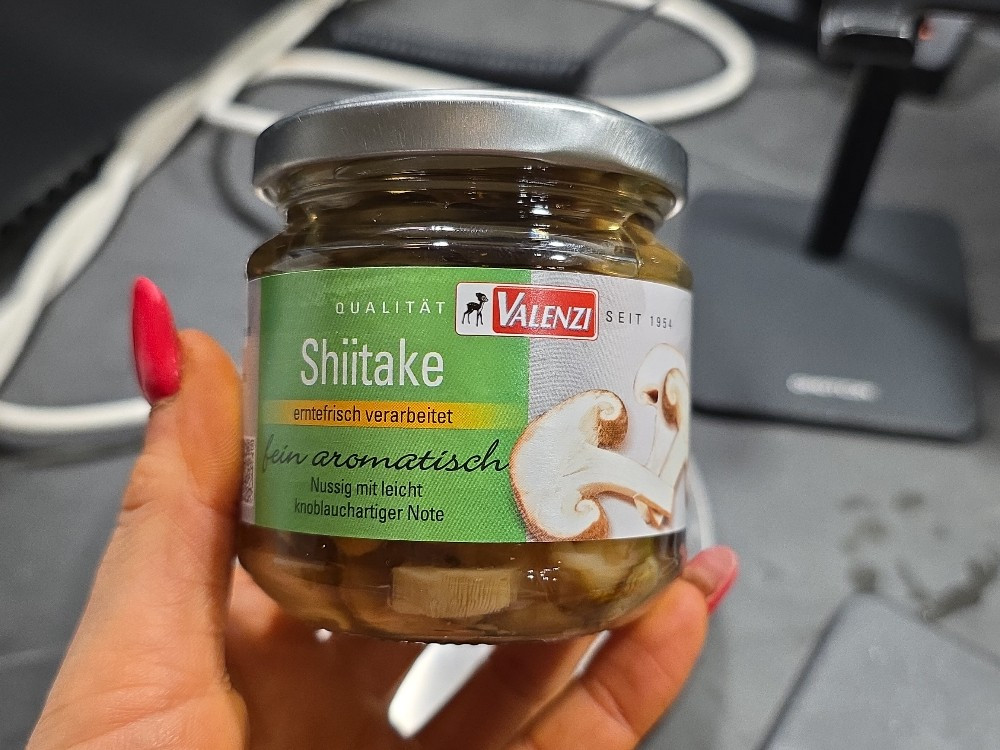 QUALITÄT VALENZI SEIT 1954
Shiitake
erntefrisch verarbeitet
fein aromatisch
Nussig mit leicht
knoblauchartiger Note